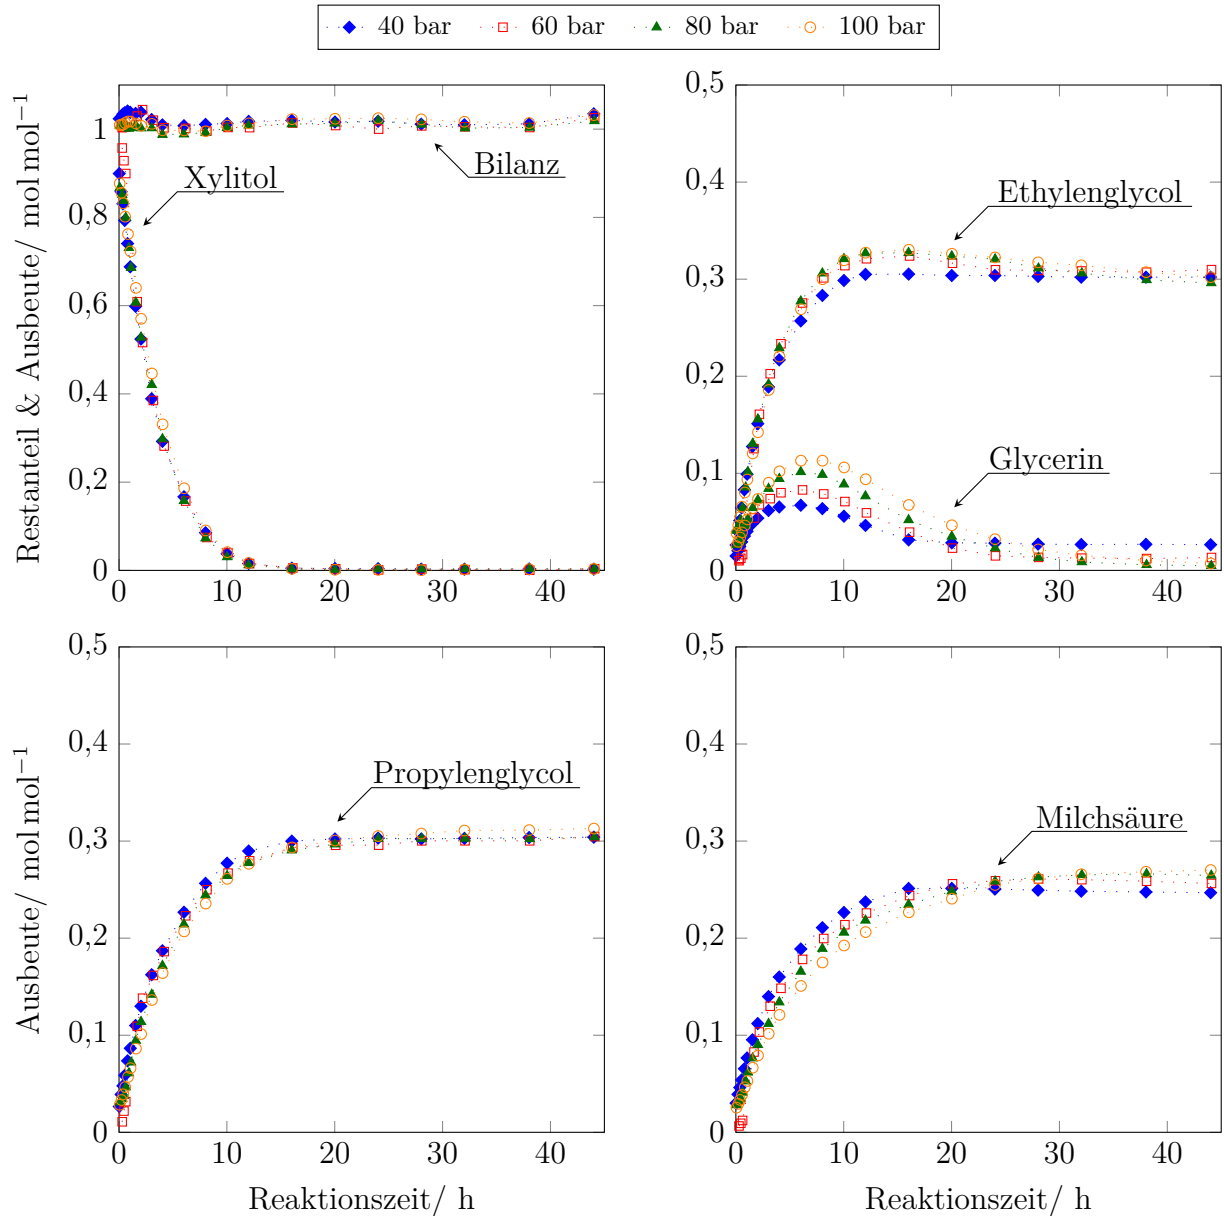 40 bar 60 bar 80 bar 100 bar
Restanteil & Ausbeute/ mol mol⁻¹
1
0,8
0,6
0,4
0,2
0
0 10 20 30 40
Xylitol
Bilanz
0,5
0,4
0,3
0,2
0,1
0
0 10 20 30 40
Ethylenglycol
Glycerin
Ausbeute/ mol mol⁻¹
0,5
0,4
0,3
0,2
0,1
0
0 10 20 30 40
Propylenglycol
Reaktionszeit/ h
0,5
0,4
0,3
0,2
0,1
0
0 10 20 30 40
Milchsäure
Reaktionszeit/ h